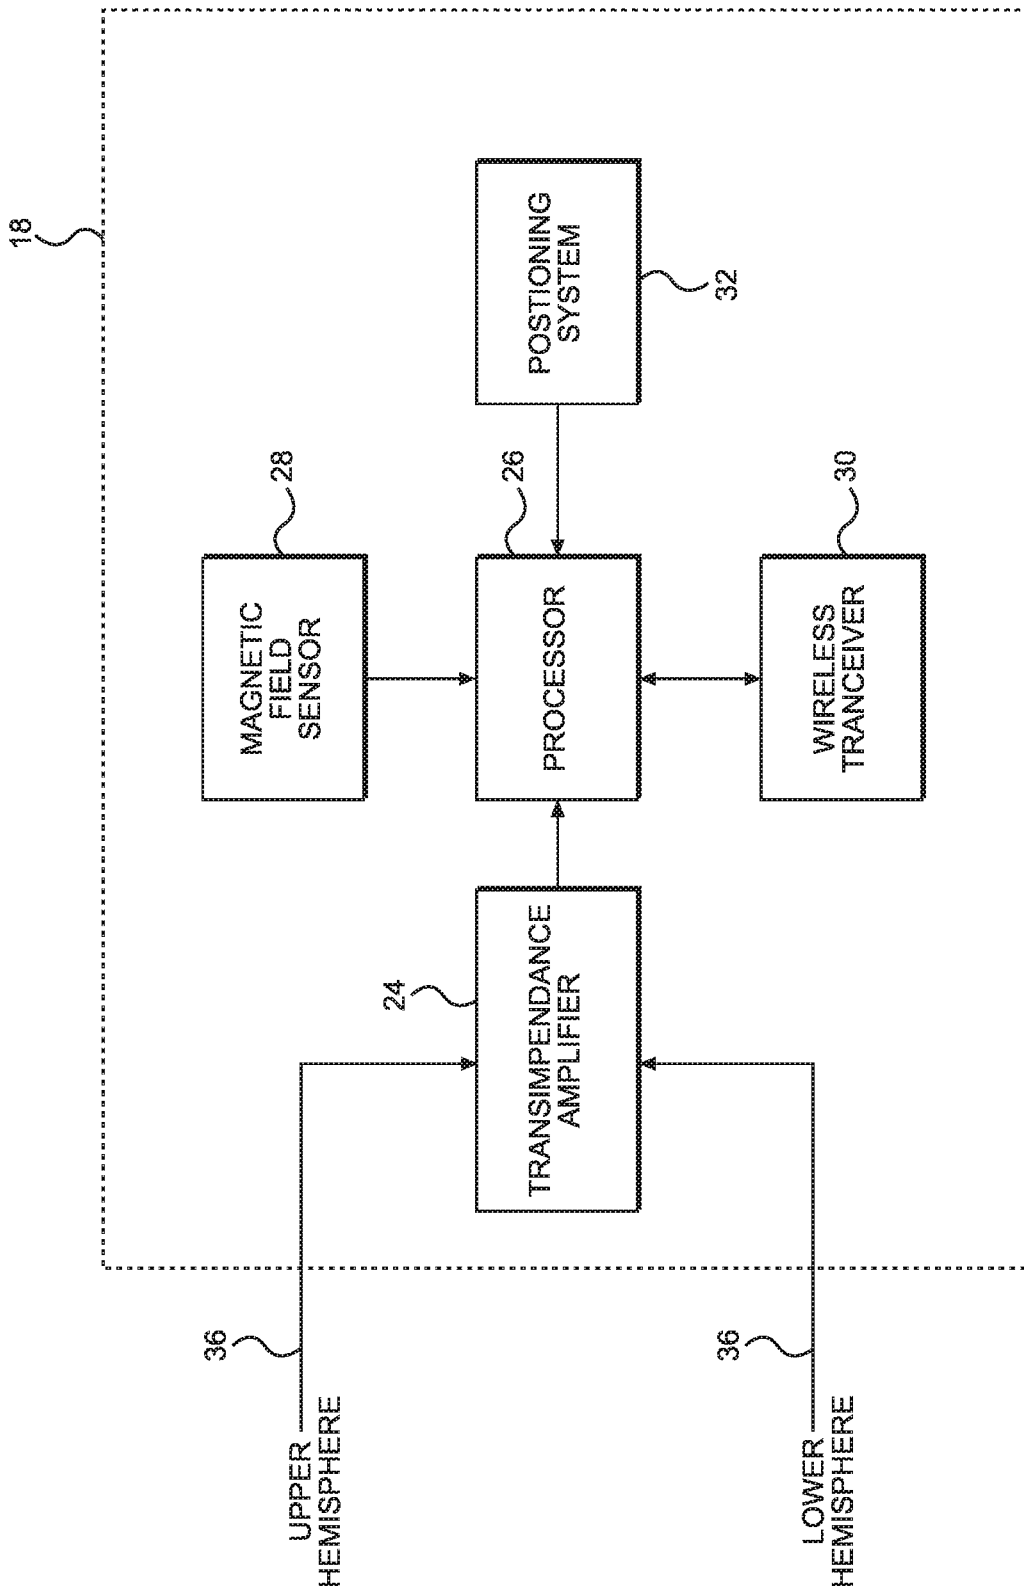 18
28
MAGNETIC
FIELD
SENSOR
UPPER
HEMISPHERE
36
24
TRANSIMPENDANCE
AMPLIFIER
26
PROCESSOR
POSTIONING
SYSTEM
32
LOWER
HEMISPHERE
36
30
WIRELESS
TRANCEIVER